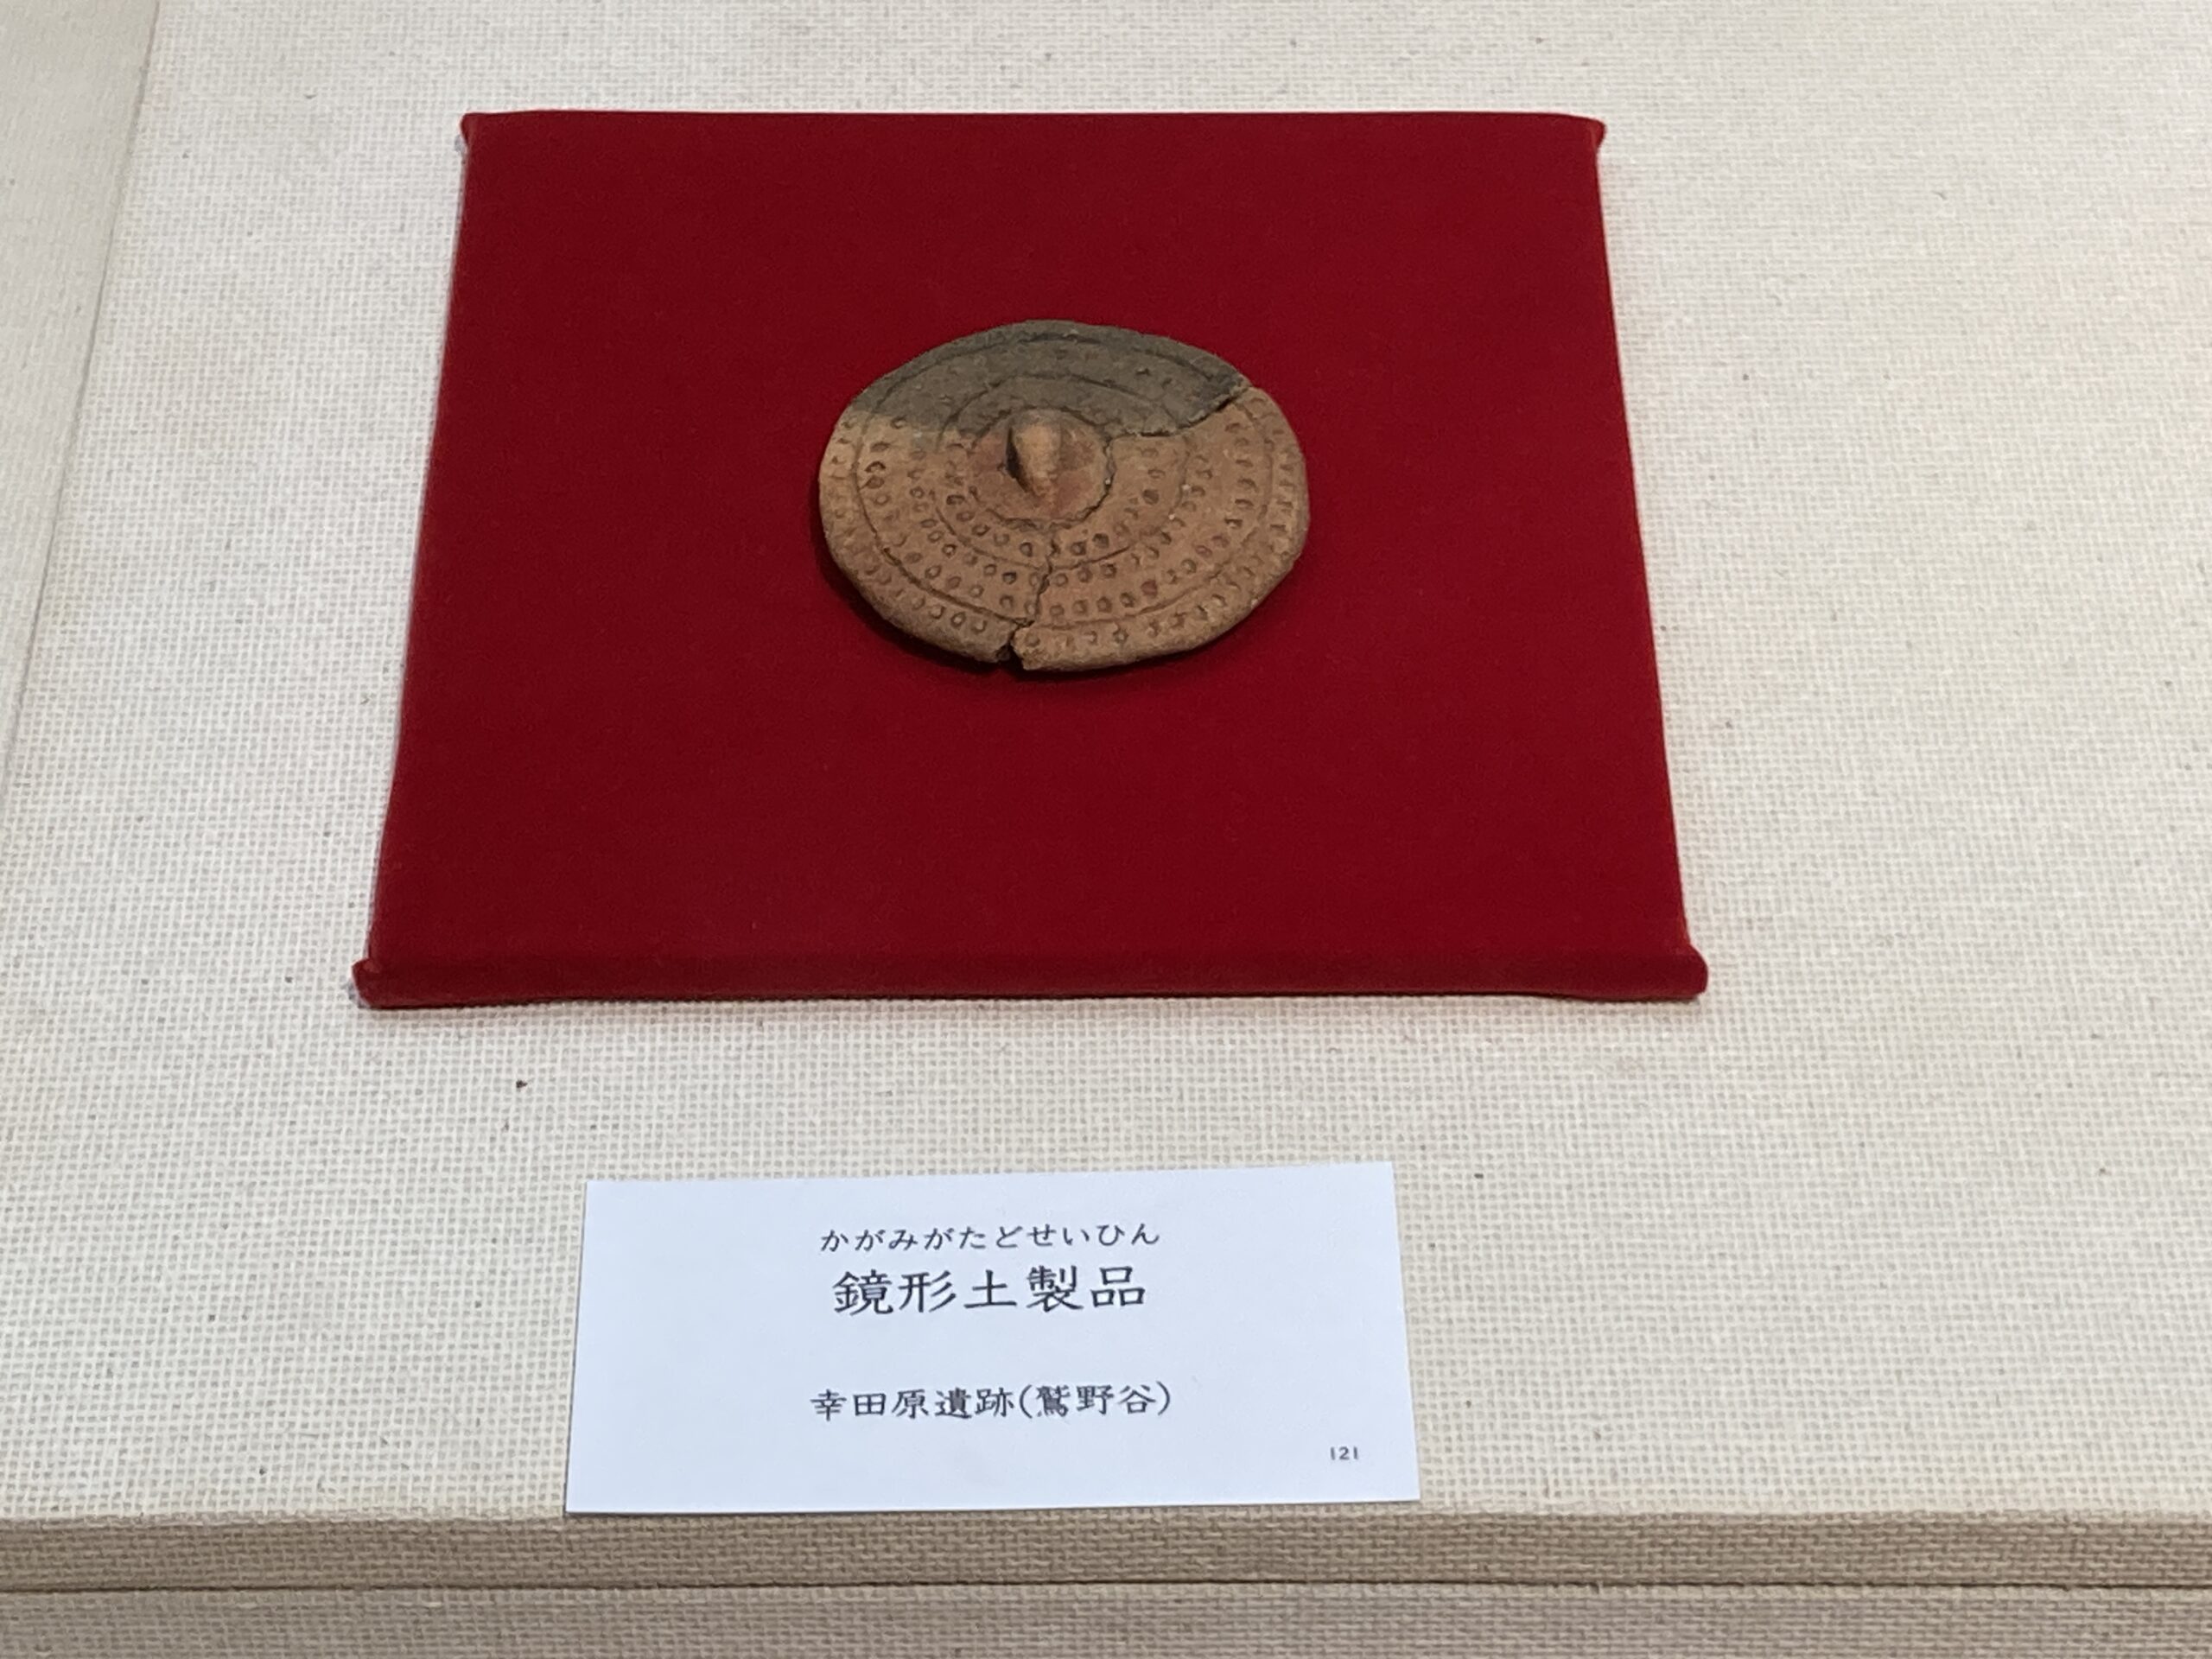 かがみがたどせいひん
鏡形土製品
幸田原遺跡(鷲野谷)
121